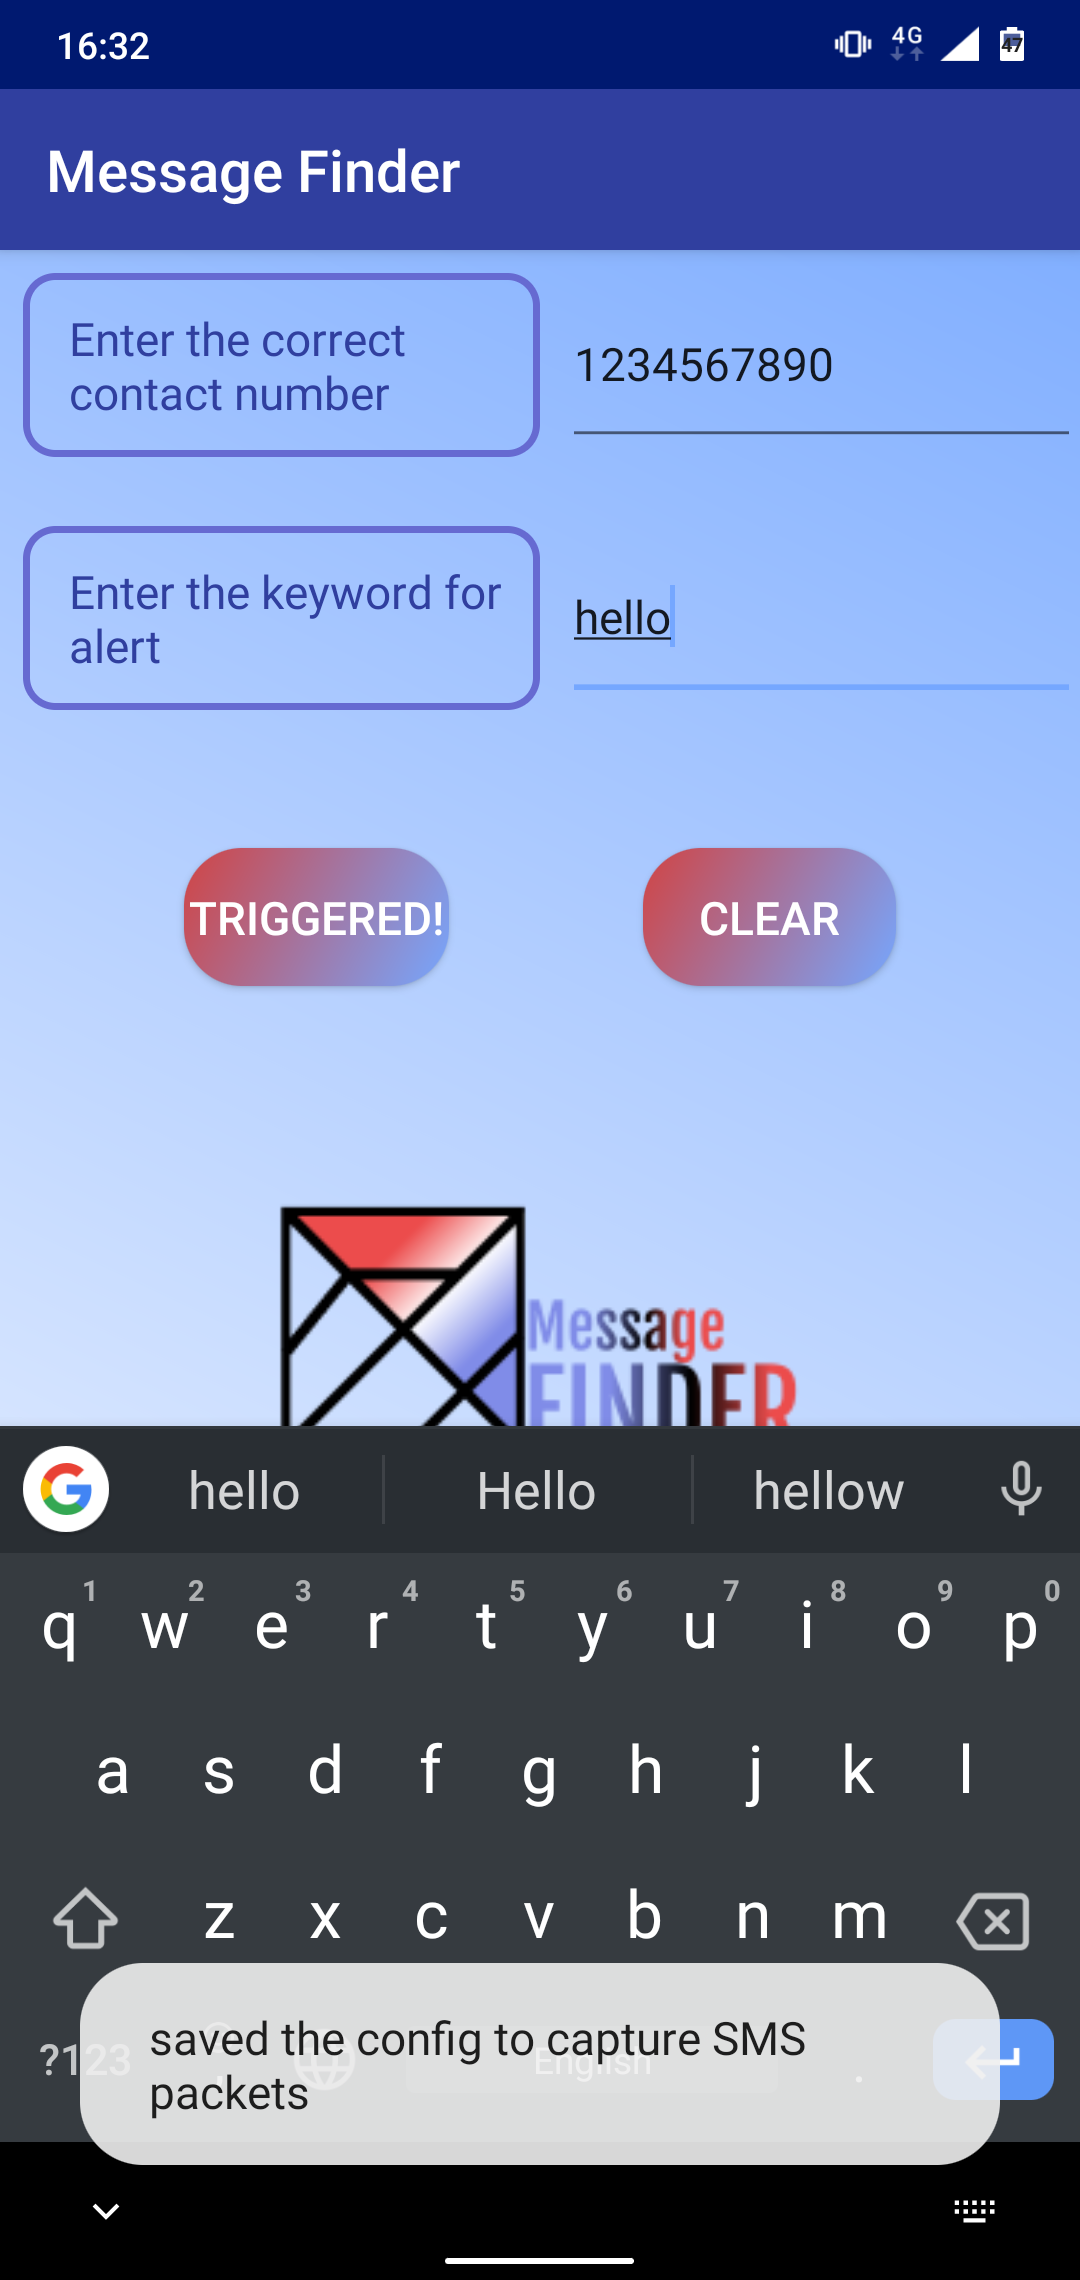 16:32
4G
47
Message Finder
Enter the correct
contact number
1234567890
Enter the keyword for
alert
hello
TRIGGERED!
CLEAR
Message
FINDER
hello Hello hellow
1 2 3 4 5 6 7 8 9 0
q w e r t y u i o p
a s d f g h j k l
z x c v b n m
?123 , English .
saved the config to capture SMS
packets